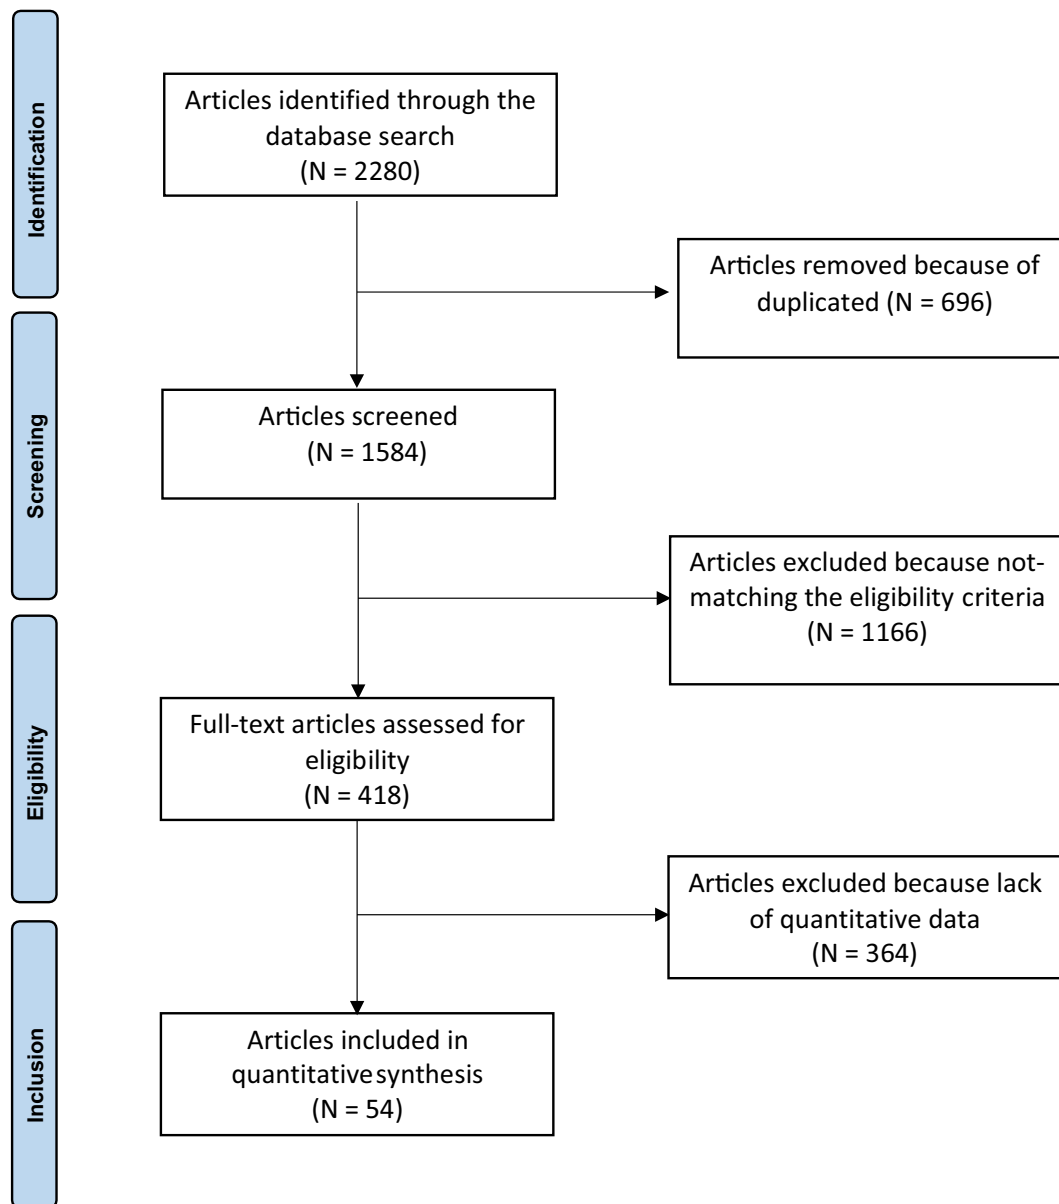 Identification
Articles identified through the
database search
(N = 2280)
Articles removed because of
duplicated (N = 696)
Screening
Articles screened
(N = 1584)
Articles excluded because not-
matching the eligibility criteria
(N = 1166)
Eligibility
Full-text articles assessed for
eligibility
(N = 418)
Articles excluded because lack
of quantitative data
(N = 364)
Inclusion
Articles included in
quantitative synthesis
(N = 54)